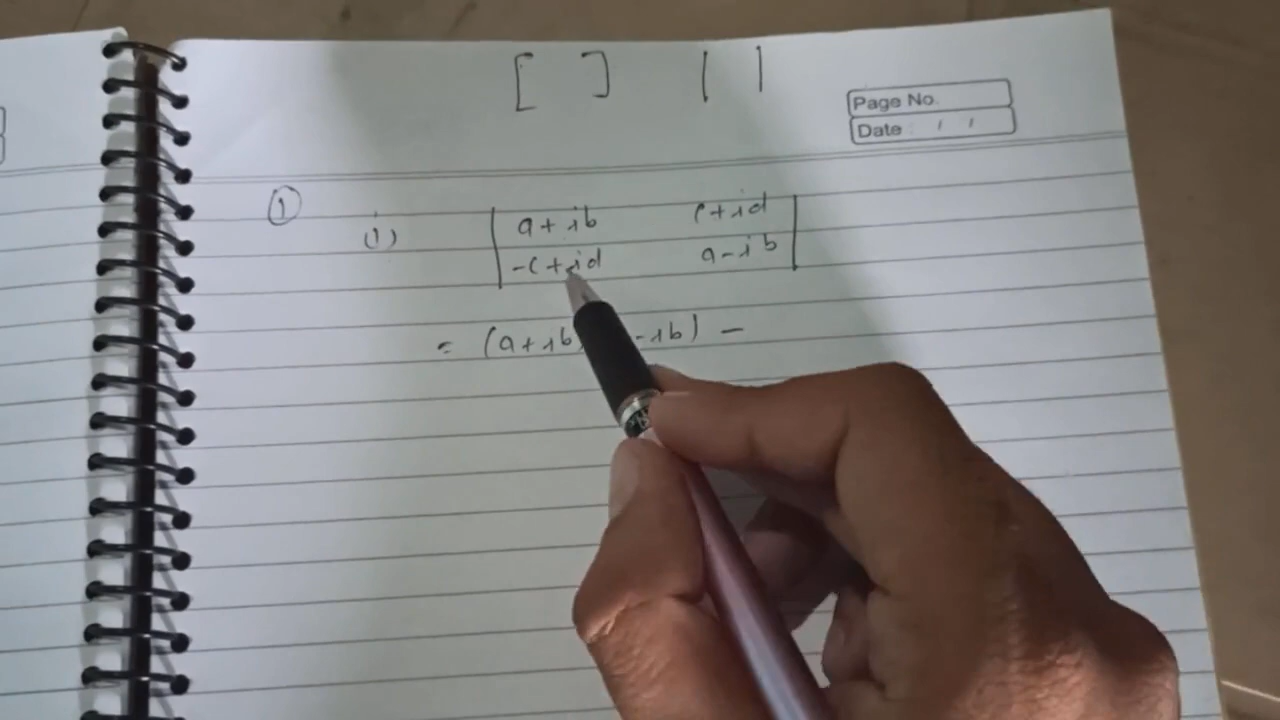 [ ] | |
Page No.
Date : / /
① (i) | a+ib c+id |
| -c+id a-ib |
= (a+ib) -ib) -